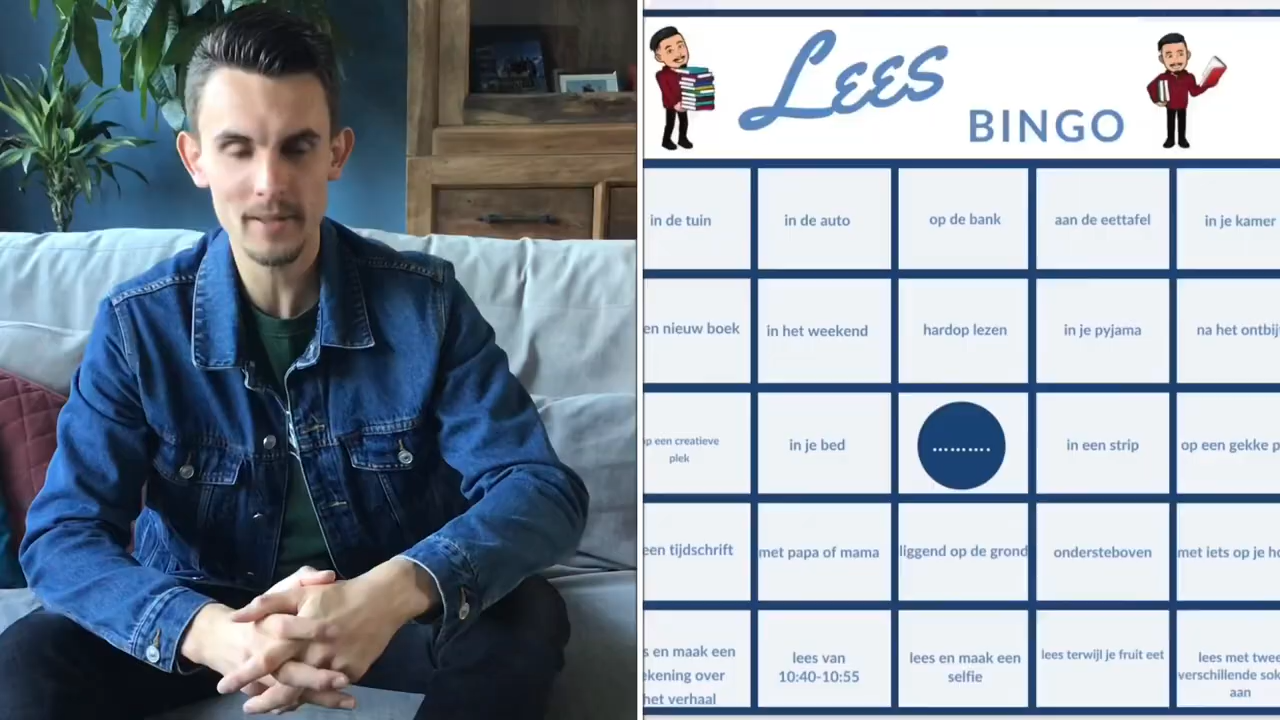 Lees
BINGO
in de tuin
in de auto
op de bank
aan de eettafel
in je kamer
en nieuw boek
in het weekend
hardop lezen
in je pyjama
na het ontbij
op een creatieve
plek
in je bed
..........
in een strip
op een gekke p
een tijdschrift
met papa of mama
liggend op de grond
ondersteboven
met iets op je ho
s en maak een
ekening over
het verhaal
lees van
10:40-10:55
lees en maak een
selfie
lees terwijl je fruit eet
lees met twee
verschillende sok
aan